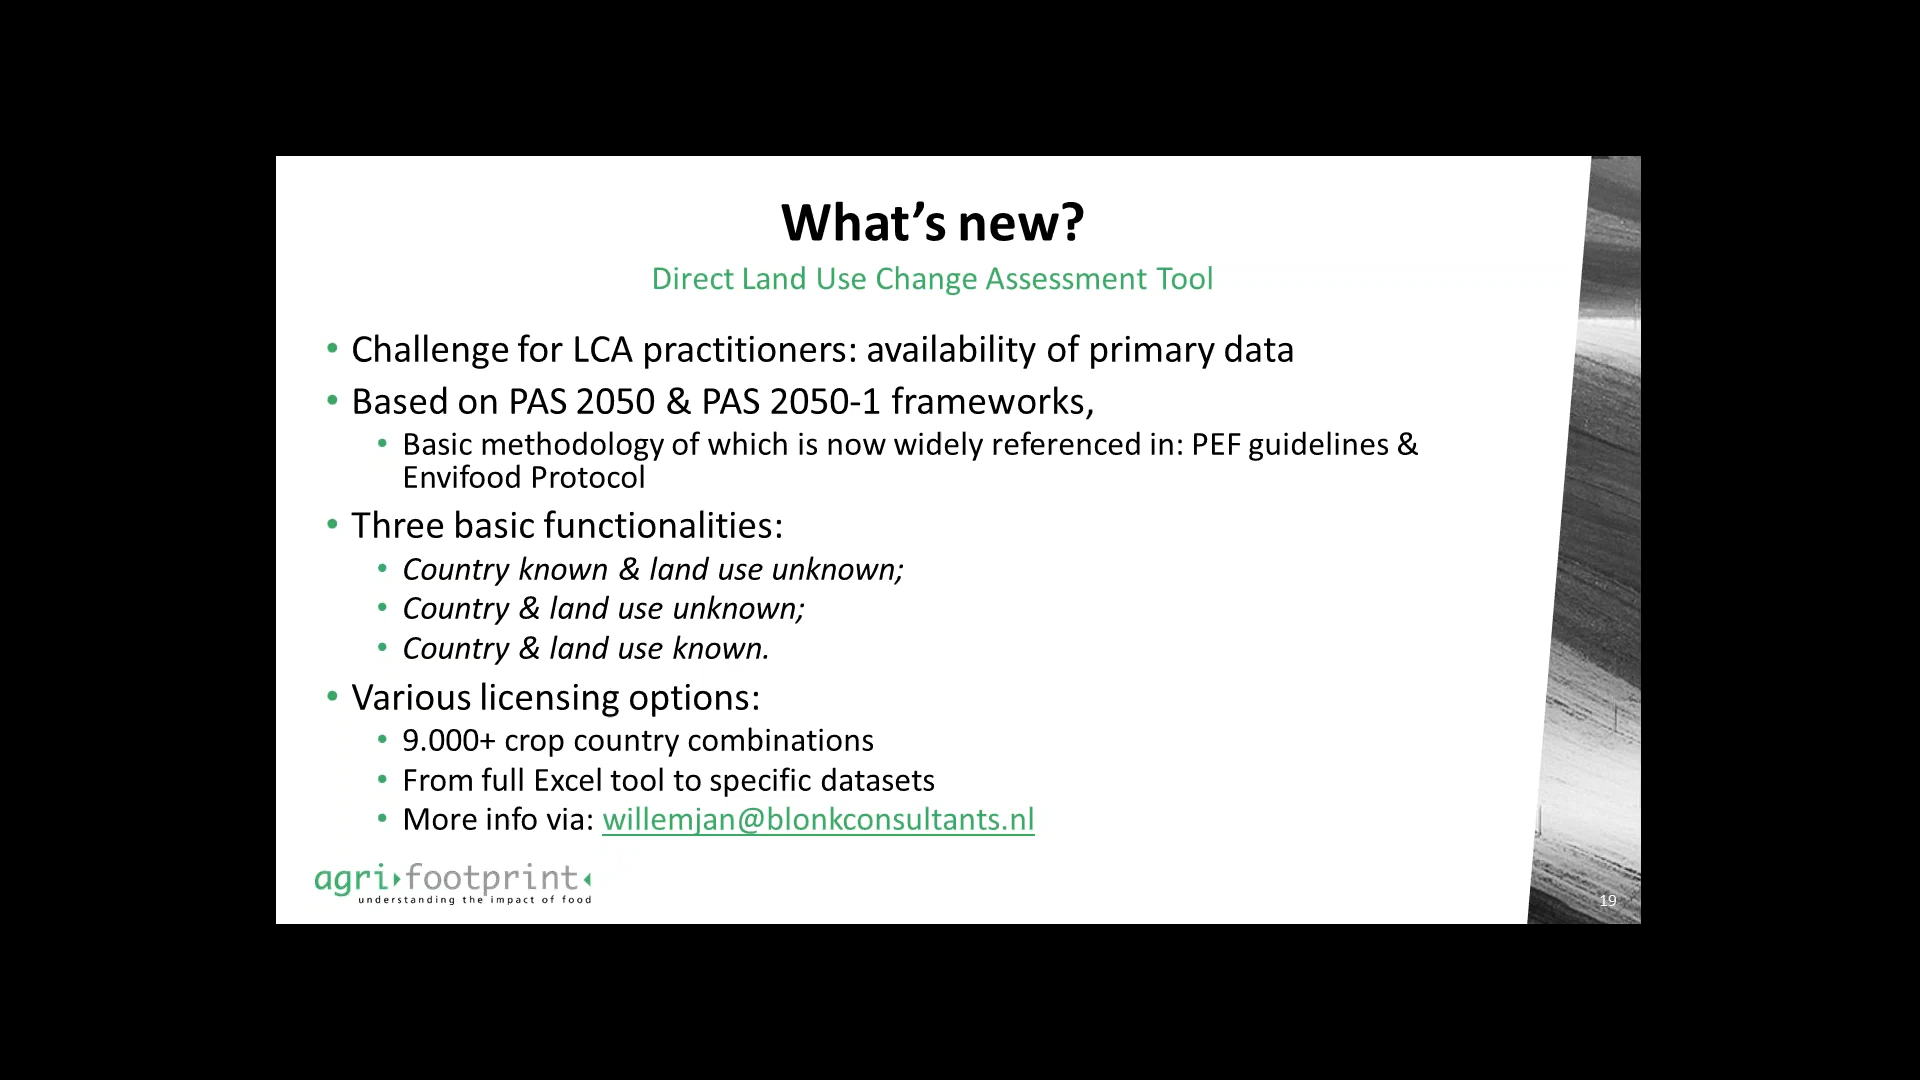 What’s new?
Direct Land Use Change Assessment Tool
• Challenge for LCA practitioners: availability of primary data
• Based on PAS 2050 & PAS 2050-1 frameworks,
• Basic methodology of which is now widely referenced in: PEF guidelines &
Envifood Protocol
• Three basic functionalities:
• Country known & land use unknown;
• Country & land use unknown;
• Country & land use known.
• Various licensing options:
• 9.000+ crop country combinations
• From full Excel tool to specific datasets
• More info via: willemjan@blonkconsultants.nl
agri footprint
understanding the impact of food
19